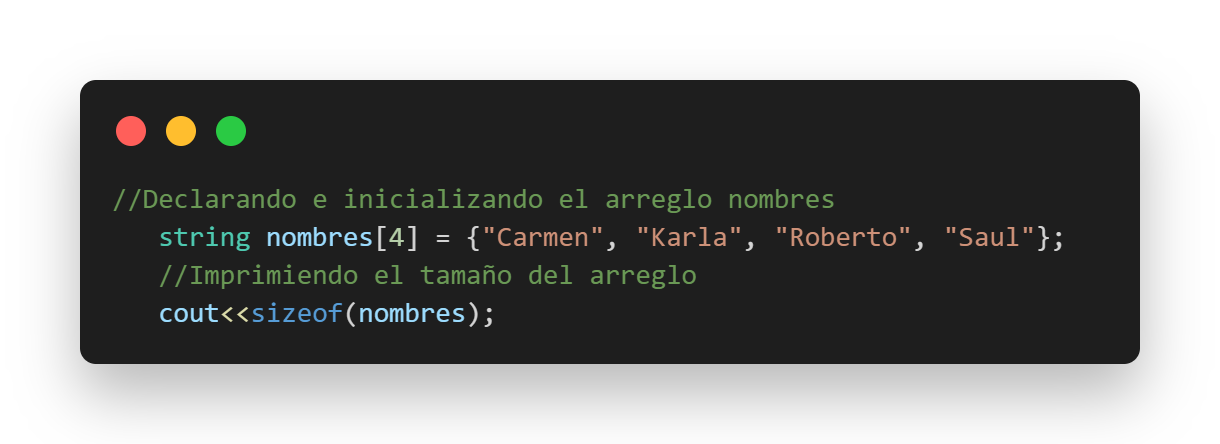 //Declarando e inicializando el arreglo nombres
string nombres[4] = {"Carmen", "Karla", "Roberto", "Saul"};
//Imprimiendo el tamaño del arreglo
cout<<sizeof(nombres);